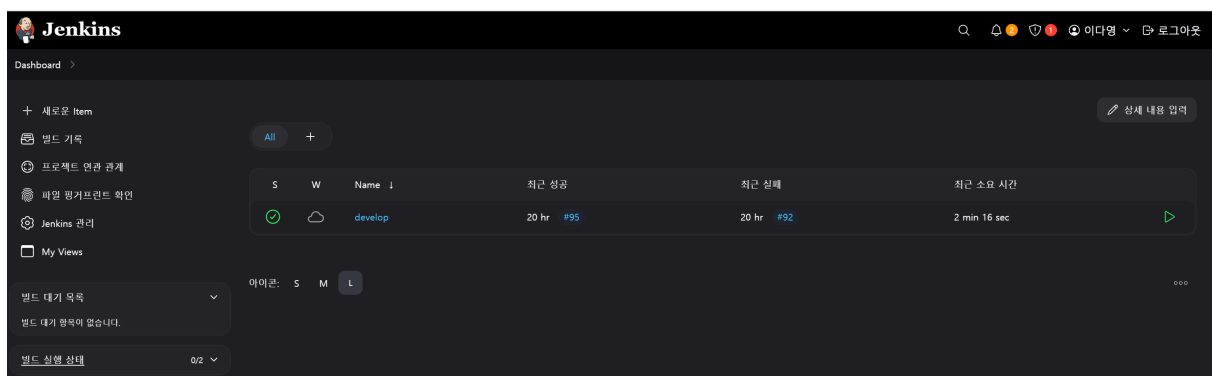 Jenkins
2 1 이다영 로그아웃
Dashboard >
새로운 Item
빌드 기록
프로젝트 연관 관계
파일 핑거프린트 확인
Jenkins 관리
My Views
빌드 대기 목록
빌드 대기 항목이 없습니다.
빌드 실행 상태 0/2
상세 내용 입력
All +
S W Name ↓ 최근 성공 최근 실패 최근 소요 시간
develop 20 hr #95 20 hr #92 2 min 16 sec
아이콘: S M L